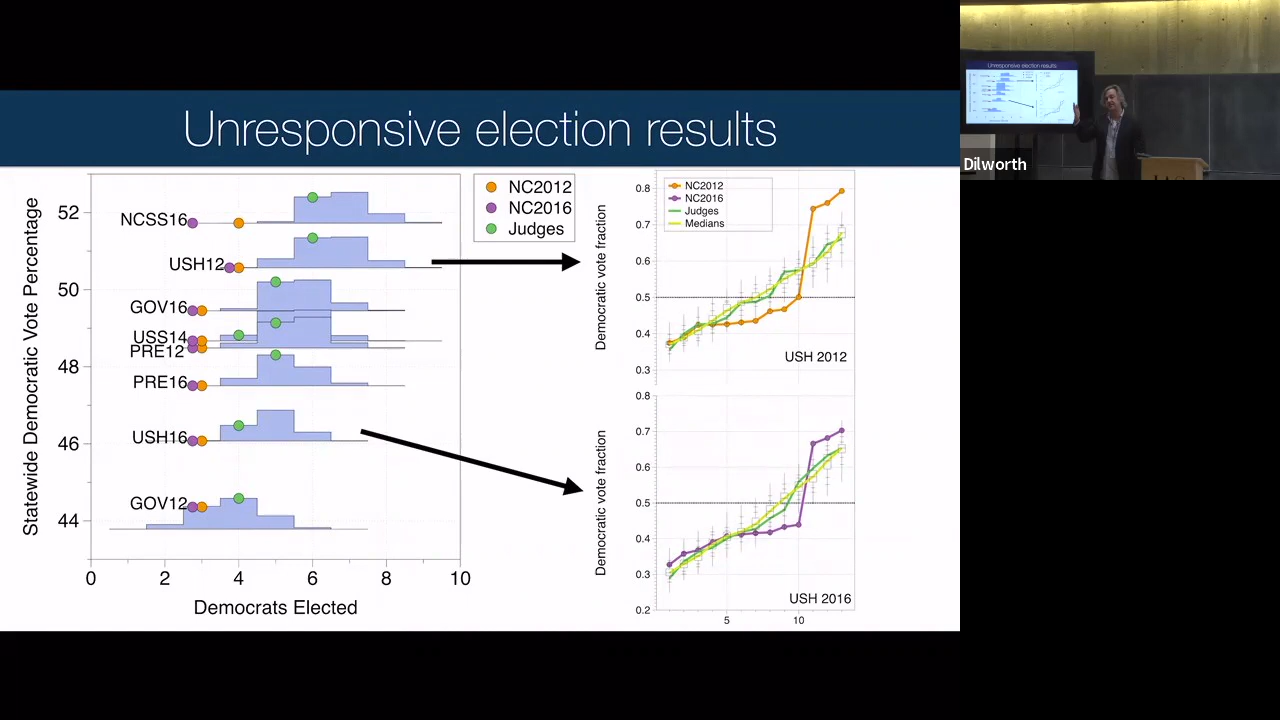 Unresponsive election results
Statewide Democratic Vote Percentage
52
50
48
46
44
NCSS16
USH12
GOV16
USS14
PRE12
PRE16
USH16
GOV12
0 2 4 6 8 10
Democrats Elected
NC2012
NC2016
Judges
Democratic vote fraction
0.8
0.7
0.6
0.5
0.4
0.3
NC2012
NC2016
Judges
Medians
USH 2012
Democratic vote fraction
0.8
0.7
0.6
0.5
0.4
0.3
0.2
USH 2016
5 10
Unresponsive election results
Dilworth